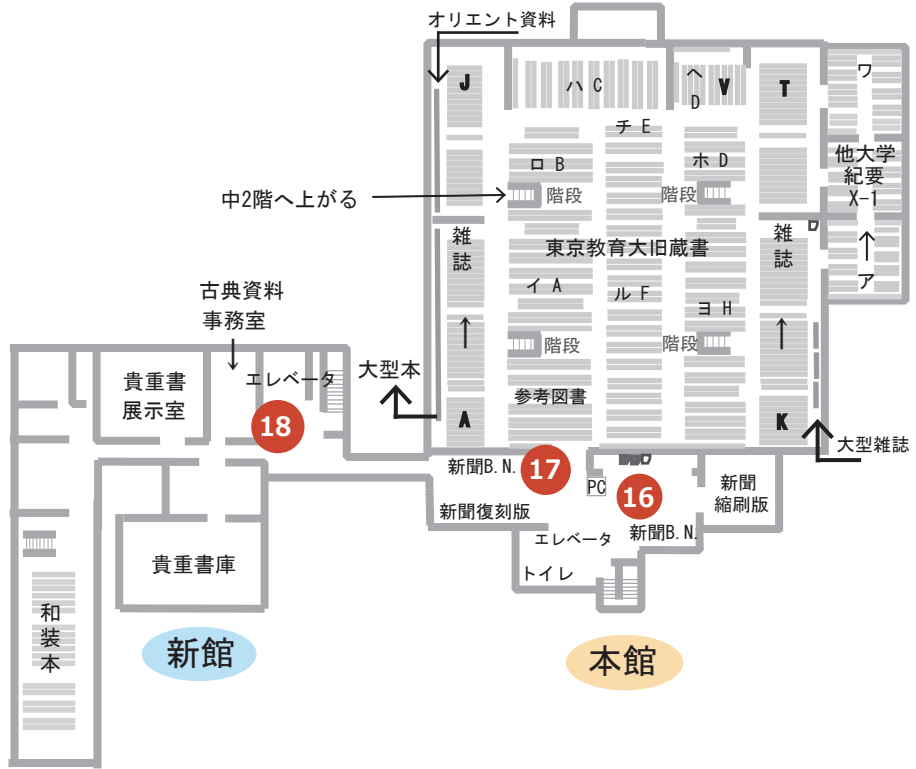 オリエント資料
J
ハ C
ヘ
D
V
T
ワ
チ E
ロ B
ホ D
他大学
紀要
X-1
中2階へ上がる
階段
階段
雑
誌
東京教育大旧蔵書
雑
誌
ア
イ A
ル F
ヨ H
古典資料
事務室
階段
階段
大型本
エレベータ
貴重書
展示室
参考図書
A
K
18
大型雑誌
新聞B.N.
17
PC
16
新聞
縮刷版
新聞復刻版
エレベータ
新聞B.N.
トイレ
貴重書庫
和
装
本
新館
本館